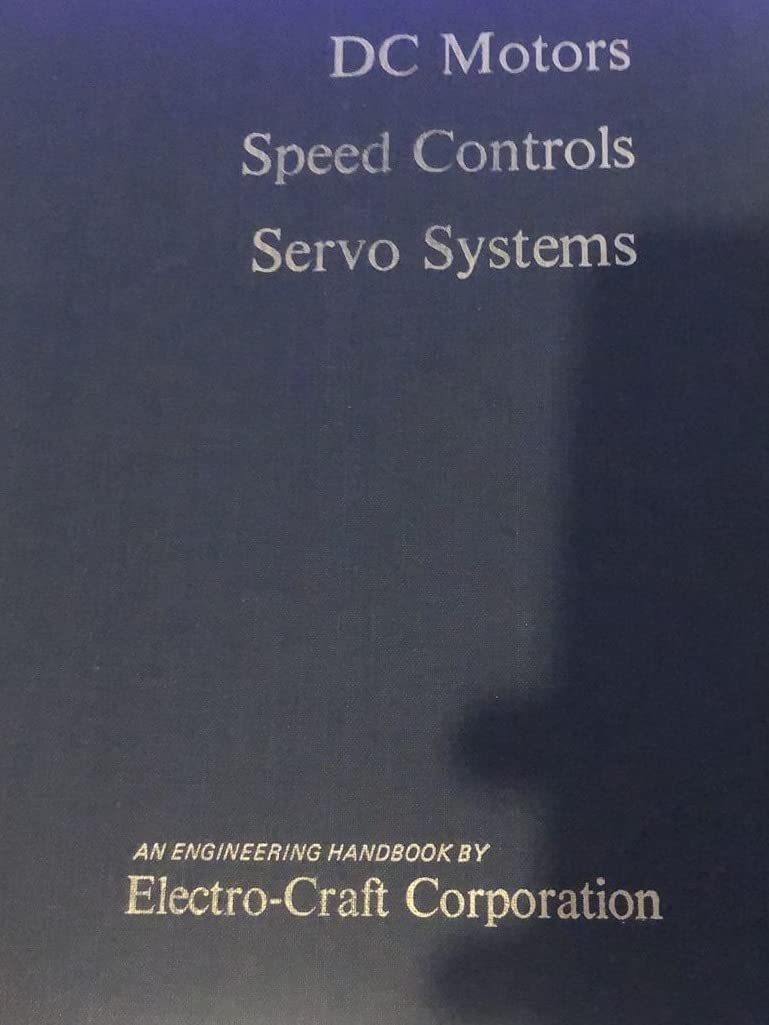 DC Motors
Speed Controls
Servo Systems
AN ENGINEERING HANDBOOK BY
Electro-Craft Corporation